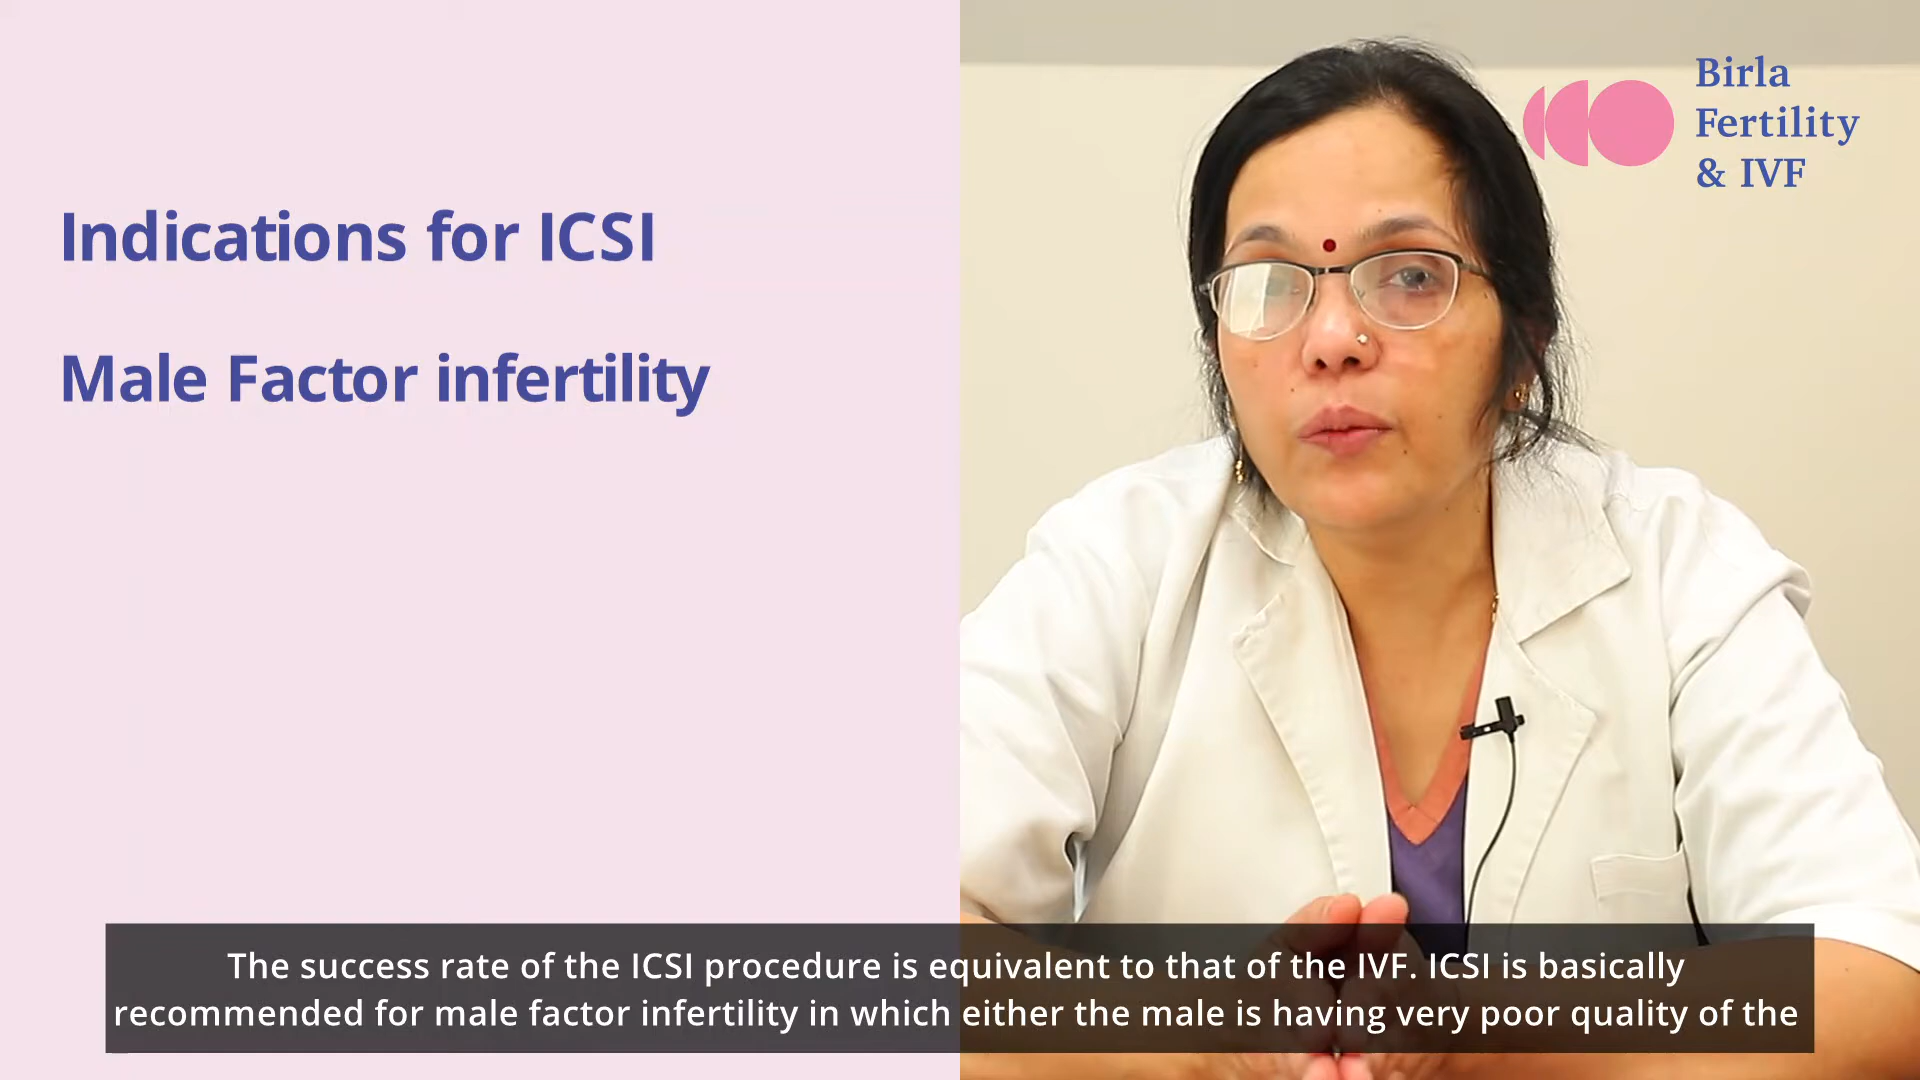 Birla
Fertility
& IVF
Indications for ICSI
Male Factor infertility
The success rate of the ICSI procedure is equivalent to that of the IVF. ICSI is basically
recommended for male factor infertility in which either the male is having very poor quality of the